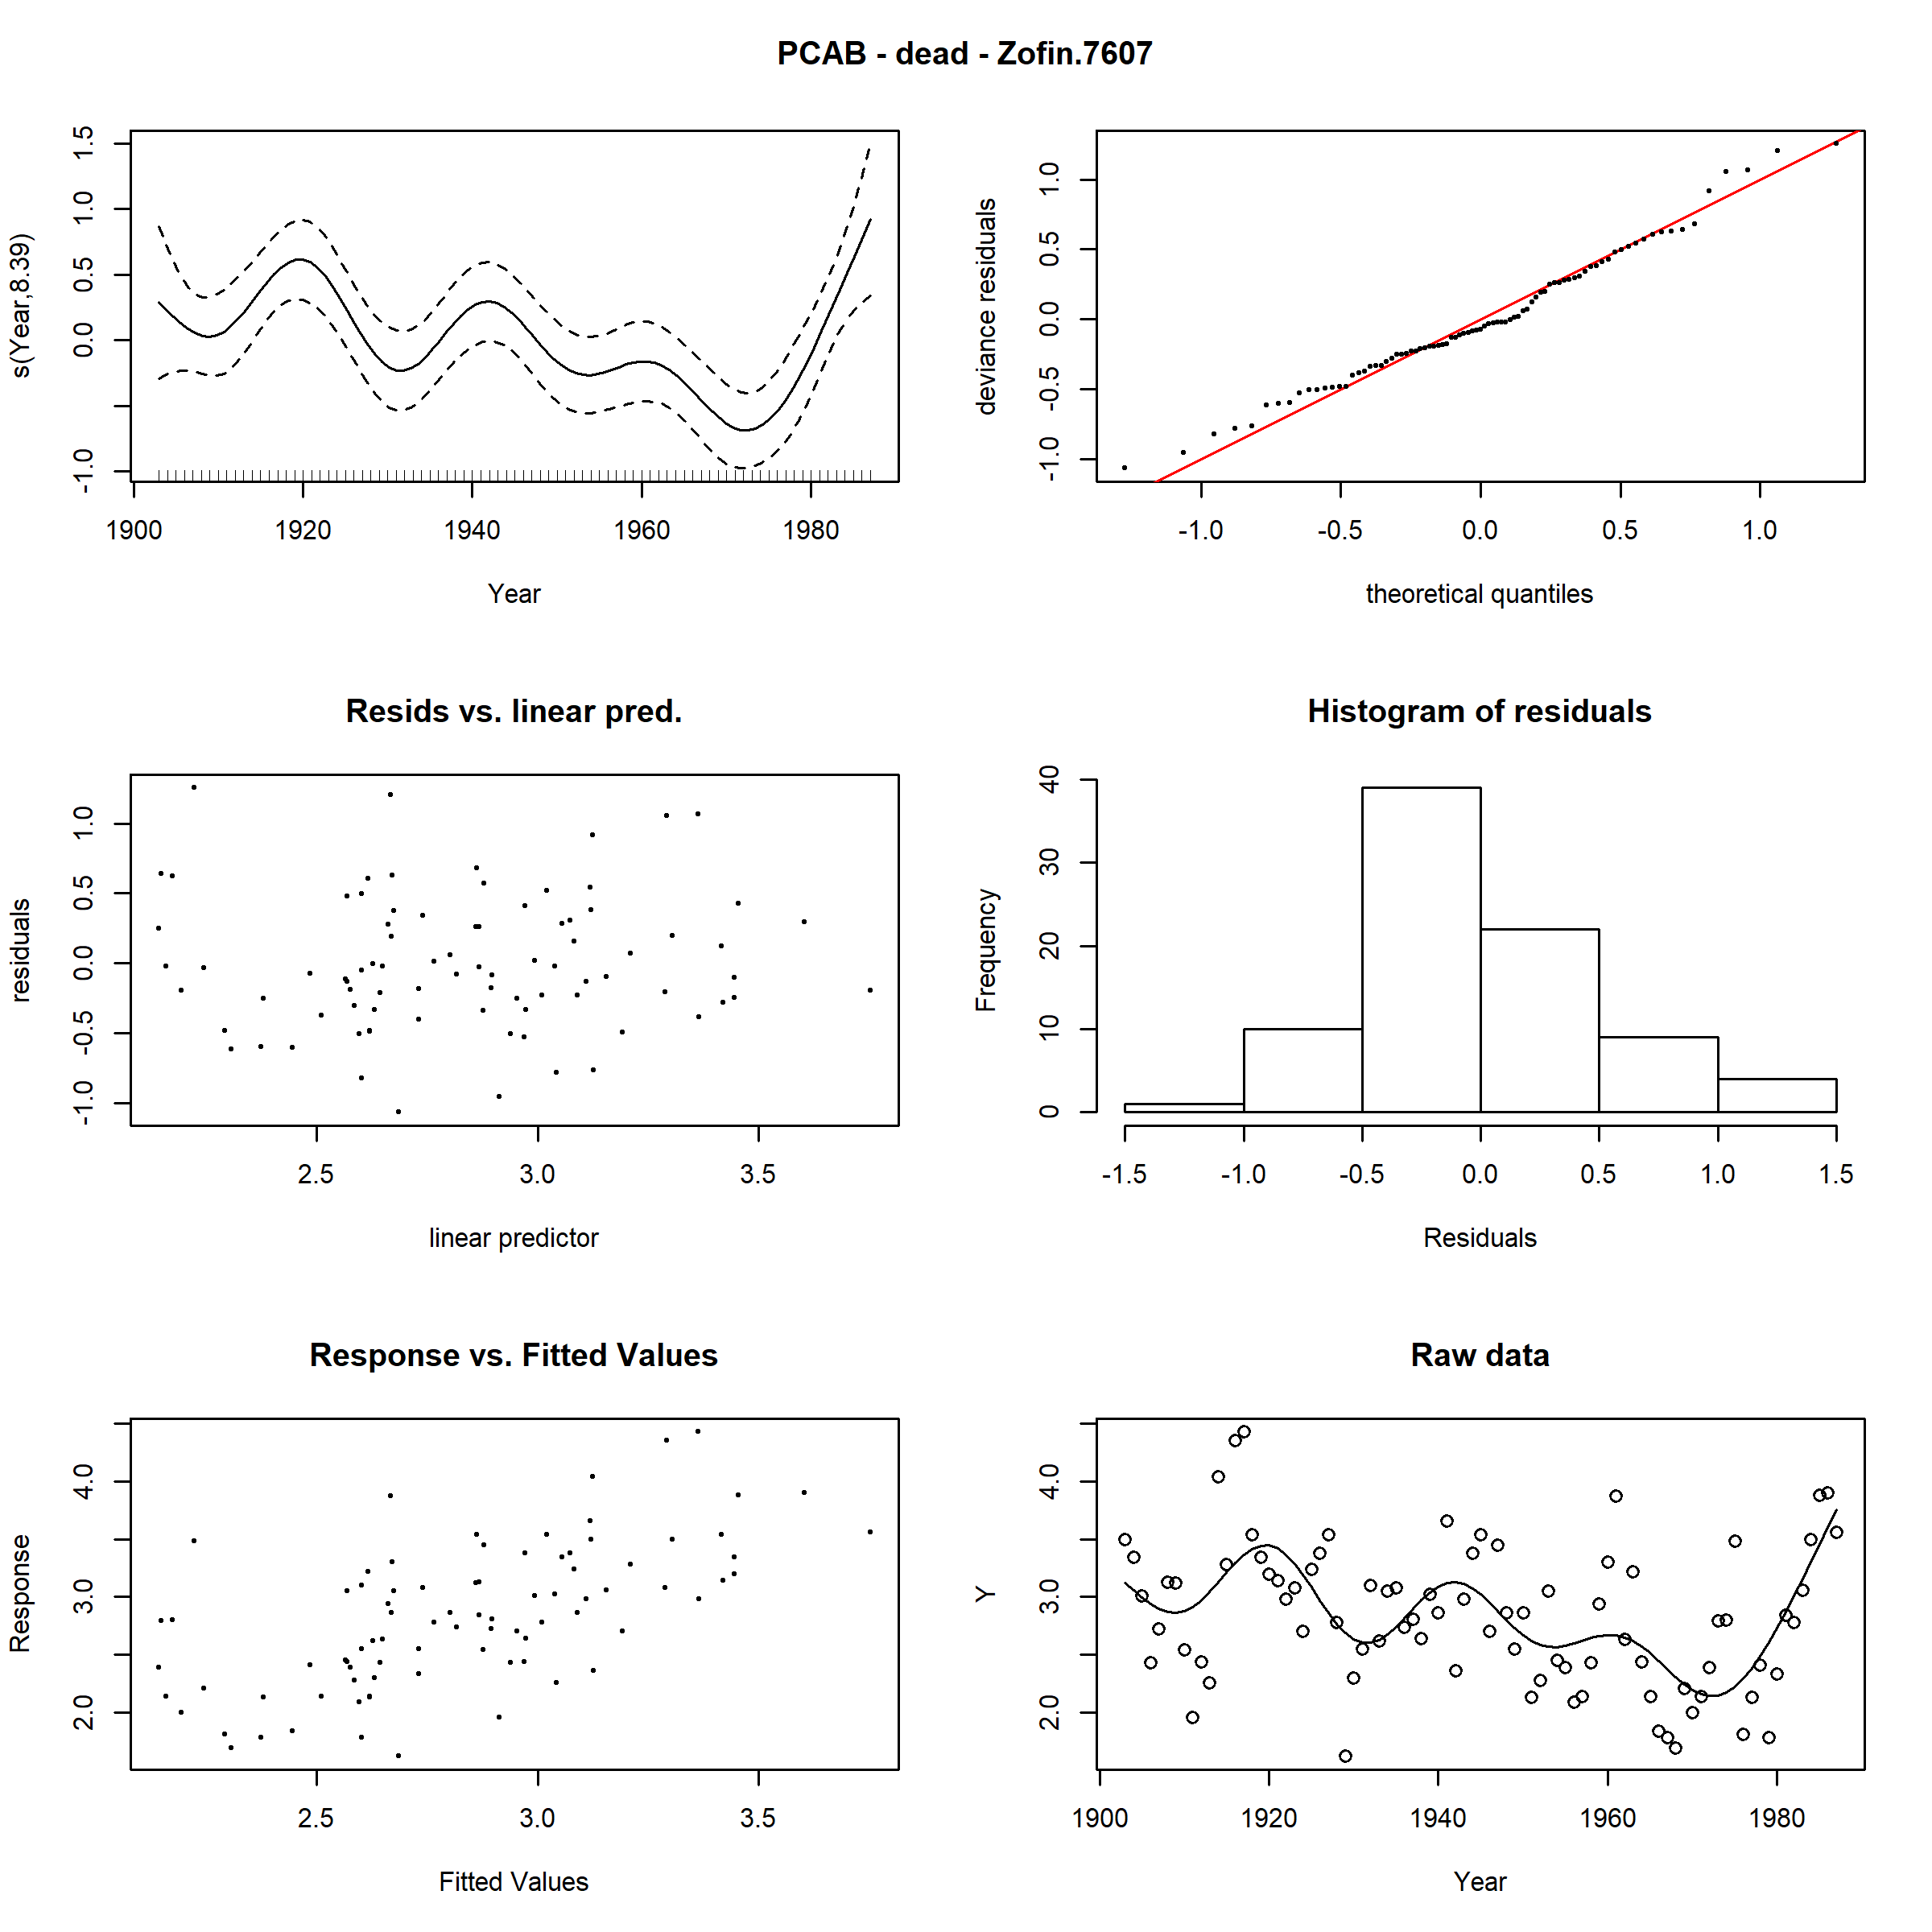 PCAB - dead - Zofin.7607
s(Year,8.39)
-1.0 0.0 0.5 1.0 1.5
1900 1920 1940 1960 1980
Year
deviance residuals
-1.0 -0.5 0.0 0.5 1.0
-1.0 -0.5 0.0 0.5 1.0
theoretical quantiles
Resids vs. linear pred.
residuals
-1.0 -0.5 0.0 0.5 1.0
2.5 3.0 3.5
linear predictor
Histogram of residuals
Frequency
0 10 20 30 40
-1.5 -1.0 -0.5 0.0 0.5 1.0 1.5
Residuals
Response vs. Fitted Values
Response
2.0 3.0 4.0
2.5 3.0 3.5
Fitted Values
Raw data
Y
2.0 3.0 4.0
1900 1920 1940 1960 1980
Year